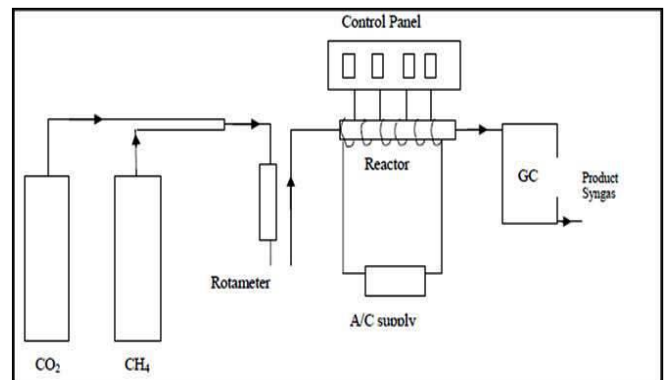 Control Panel
Reactor
GC
Product
Syngas
Rotameter
A/C supply
CO₂
CH₄